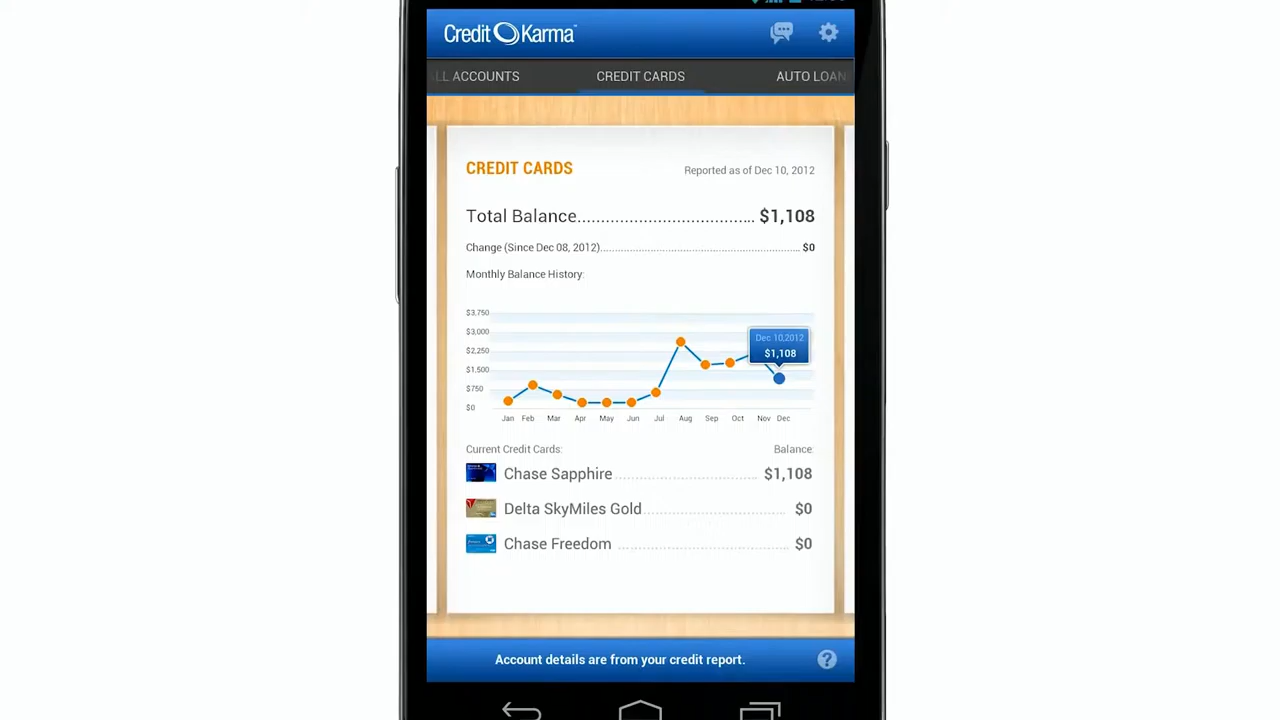 Credit Karma™
LL ACCOUNTS CREDIT CARDS AUTO LOAN
CREDIT CARDS Reported as of Dec 10, 2012
Total Balance.................................... $1,108
Change (Since Dec 08, 2012)................................................ $0
Monthly Balance History:
$3,750
$3,000
$2,250
$1,500
$750
$0
Dec 10,2012
$1,108
Jan Feb Mar Apr May Jun Jul Aug Sep Oct Nov Dec
Current Credit Cards: Balance
Chase Sapphire .............................. $1,108
Delta SkyMiles Gold .............................. $0
Chase Freedom .............................. $0
Account details are from your credit report. ?